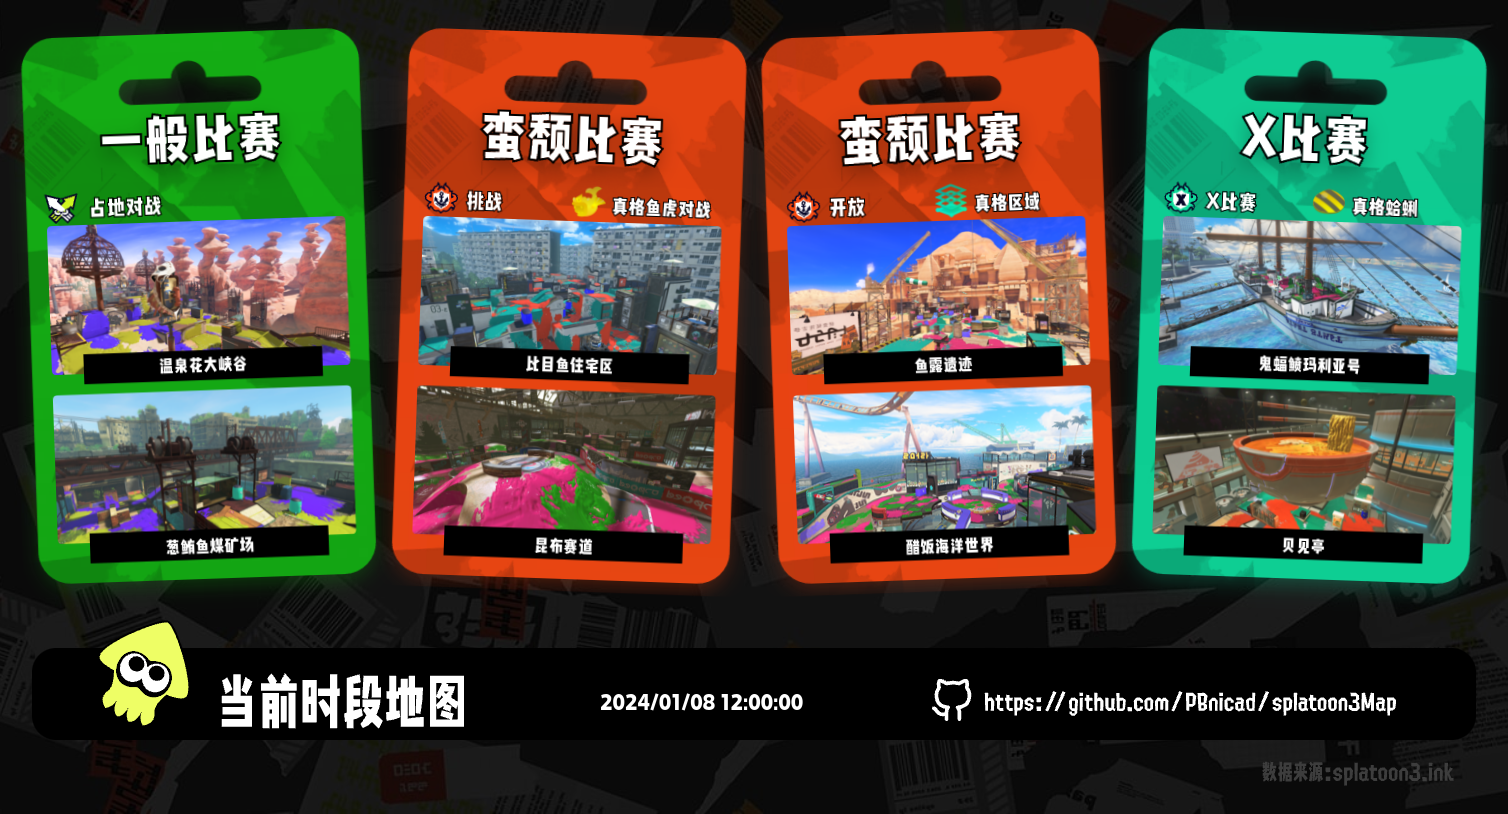 一般比赛
占地对战
温泉花大峡谷
葱鲔鱼煤矿场
蛮颓比赛
挑战
真格鱼虎对战
比目鱼住宅区
昆布赛道
蛮颓比赛
开放
真格区域
鱼露遗迹
醋饭海洋世界
X比赛
X比赛
真格蛤蜊
鬼蝠鲼玛利亚号
贝见亭
当前时段地图
2024/01/08 12:00:00
https://github.com/PBnicad/splatoon3Map
数据来源:splatoon3.ink